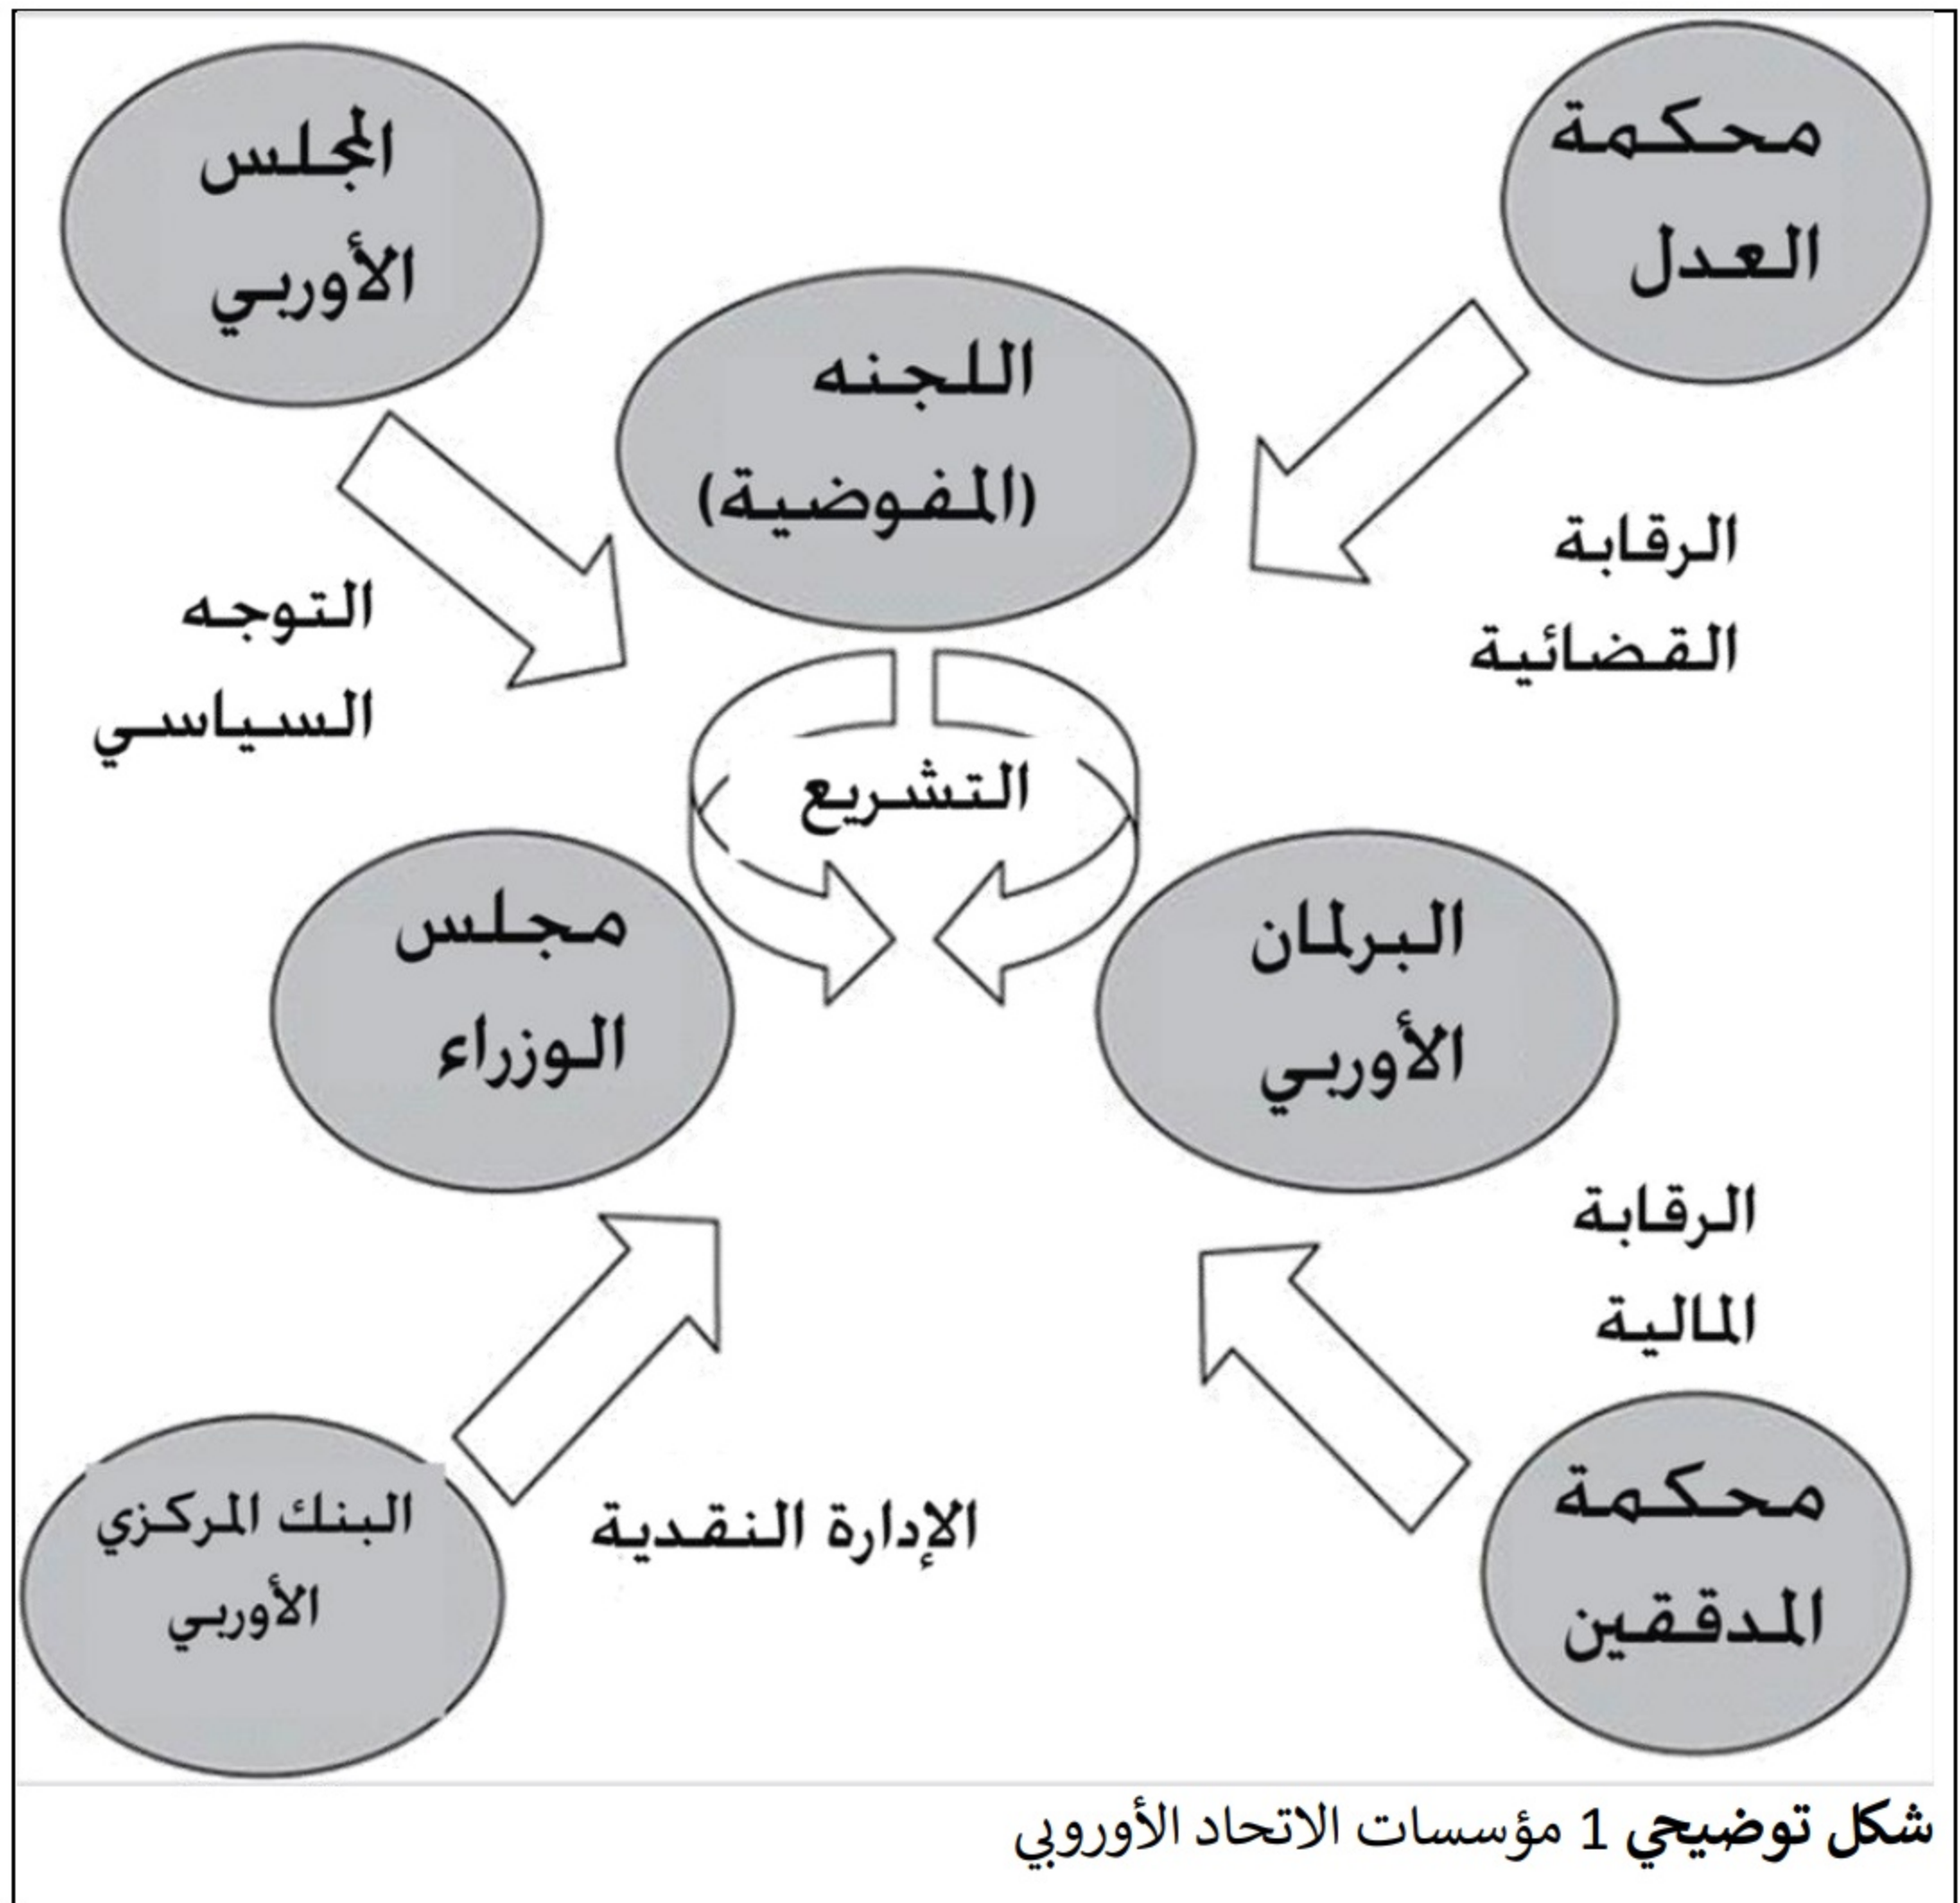 محكمة
العدل
المجلس
الأوربي
اللجنه
(المفوضية)
الرقابة
القضائية
التوجه
السياسي
التشريع
البرلمان
الأوربي
مجلس
الوزراء
الرقابة
المالية
محكمة
المدققين
البنك المركزي
الأوربي
الإدارة النقدية
شكل توضيحي 1 مؤسسات الاتحاد الأوروبي